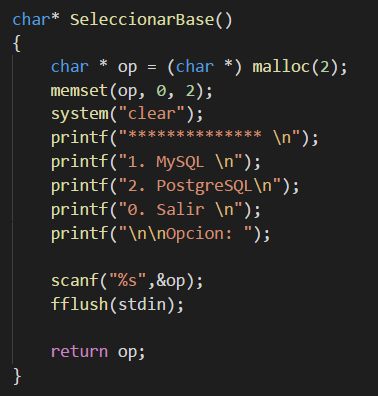 char* SeleccionarBase()
{
    char * op = (char *) malloc(2);
    memset(op, 0, 2);
    system("clear");
    printf("************** \n");
    printf("1. MySQL \n");
    printf("2. PostgreSQL\n");
    printf("0. Salir \n");
    printf("\n\nOpcion: ");

    scanf("%s",&op);
    fflush(stdin);

    return op;
}